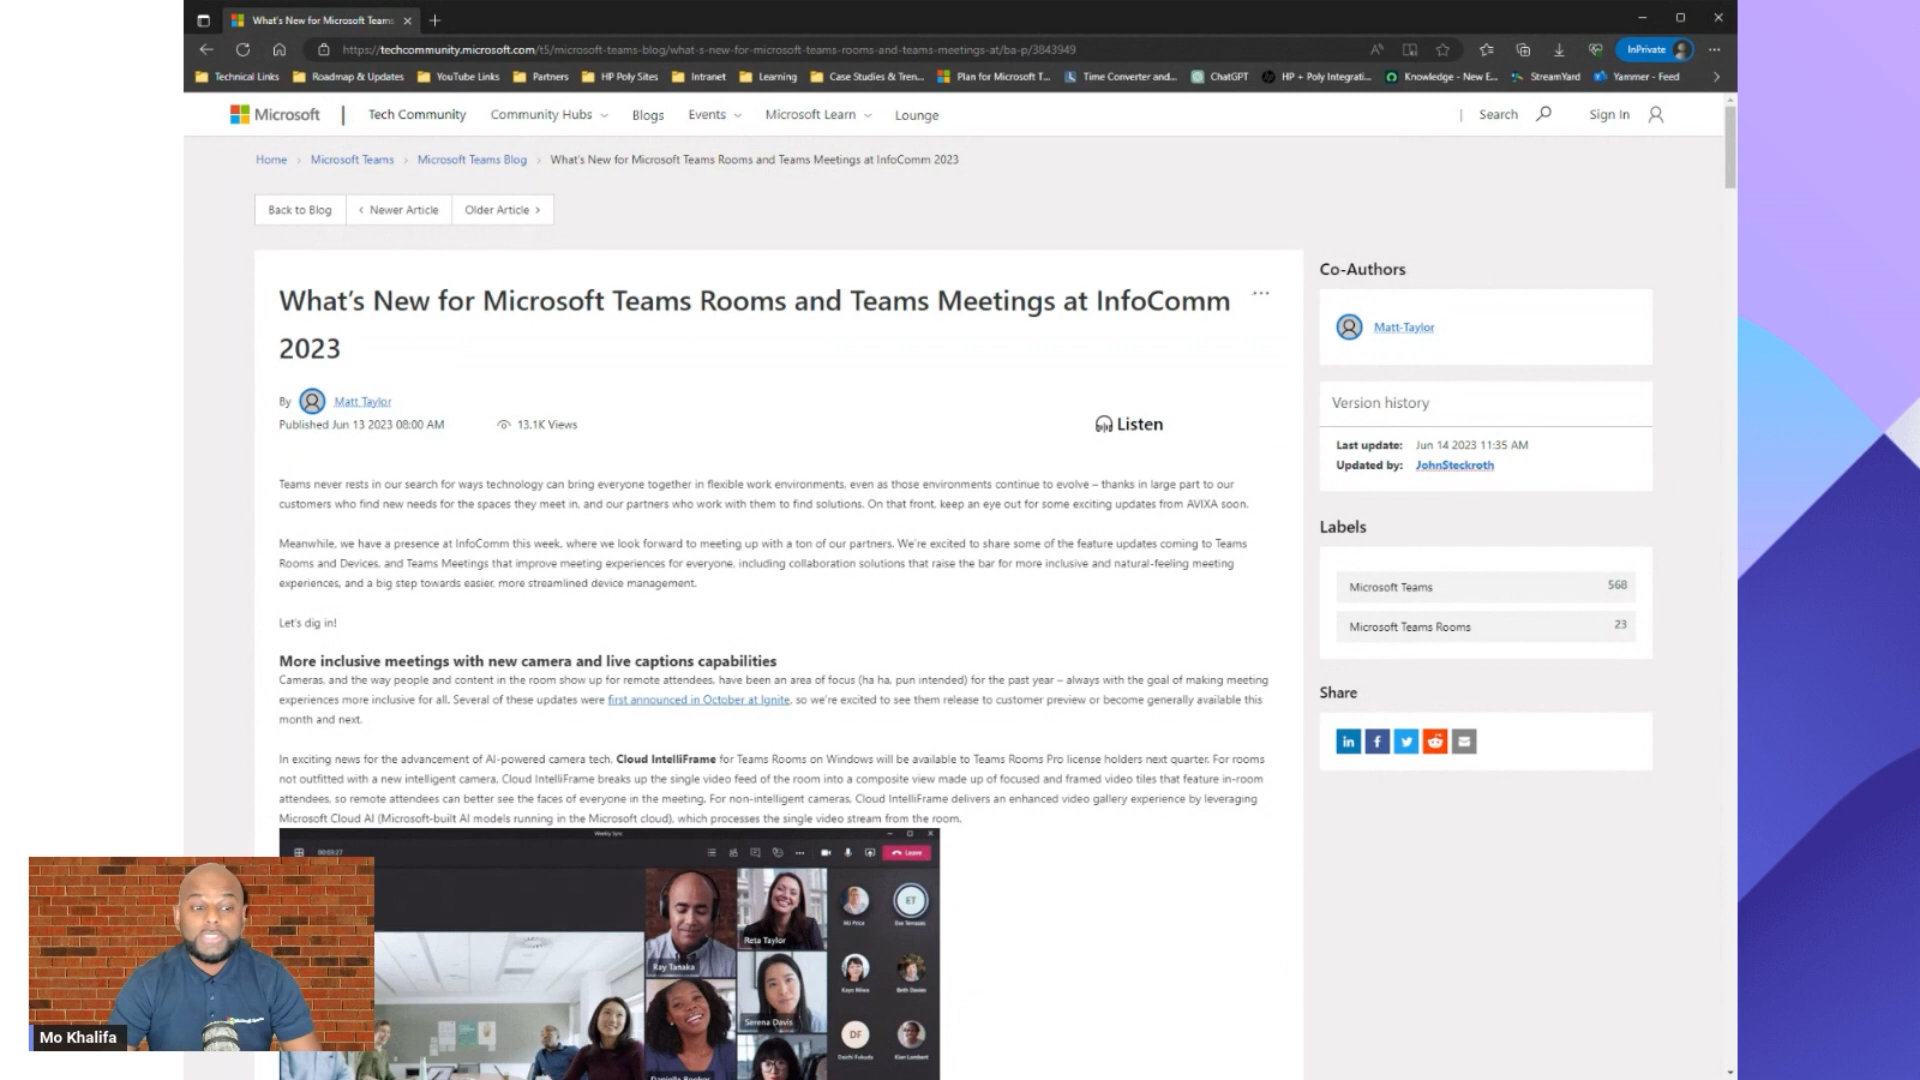 What's New for Microsoft Teams
https://techcommunity.microsoft.com/t5/microsoft-teams-blog/what-s-new-for-microsoft-teams-rooms-and-teams-meetings-at/ba-p/3843949
InPrivate
Technical Links Roadmap & Updates YouTube Links Partners HP Poly Sites Intranet Learning Case Studies & Tren... Plan for Microsoft T... Time Converter and... ChatGPT HP + Poly Integrati... Knowledge - New E... StreamYard Yammer - Feed
Microsoft | Tech Community Community Hubs Blogs Events Microsoft Learn Lounge | Search Sign In
Home › Microsoft Teams › Microsoft Teams Blog › What's New for Microsoft Teams Rooms and Teams Meetings at InfoComm 2023
Back to Blog ‹ Newer Article Older Article ›
What's New for Microsoft Teams Rooms and Teams Meetings at InfoComm
2023
By Matt Taylor
Published Jun 13 2023 08:00 AM 13.1K Views
Listen
Teams never rests in our search for ways technology can bring everyone together in flexible work environments, even as those environments continue to evolve – thanks in large part to our
customers who find new needs for the spaces they meet in, and our partners who work with them to find solutions. On that front, keep an eye out for some exciting updates from AVIXA soon.
Meanwhile, we have a presence at InfoComm this week, where we look forward to meeting up with a ton of our partners. We're excited to share some of the feature updates coming to Teams
Rooms and Devices, and Teams Meetings that improve meeting experiences for everyone, including collaboration solutions that raise the bar for more inclusive and natural-feeling meeting
experiences, and a big step towards easier, more streamlined device management.
Let's dig in!
More inclusive meetings with new camera and live captions capabilities
Cameras, and the way people and content in the room show up for remote attendees, have been an area of focus (ha ha, pun intended) for the past year – always with the goal of making meeting
experiences more inclusive for all. Several of these updates were first announced in October at Ignite, so we're excited to see them release to customer preview or become generally available this
month and next.
In exciting news for the advancement of AI-powered camera tech, Cloud IntelliFrame for Teams Rooms on Windows will be available to Teams Rooms Pro license holders next quarter. For rooms
not outfitted with a new intelligent camera, Cloud IntelliFrame breaks up the single video feed of the room into a composite view made up of focused and framed video tiles that feature in-room
attendees, so remote attendees can better see the faces of everyone in the meeting. For non-intelligent cameras, Cloud IntelliFrame delivers an enhanced video gallery experience by leveraging
Microsoft Cloud AI (Microsoft-built AI models running in the Microsoft cloud), which processes the single video stream from the room.
Weekly Sync
Leave
Ray Tanaka
Reta Taylor
Serena Davis
ET
DF
Co-Authors
Matt-Taylor
Version history
Last update: Jun 14 2023 11:35 AM
Updated by: JohnSteckroth
Labels
Microsoft Teams 568
Microsoft Teams Rooms 23
Share
Mo Khalifa